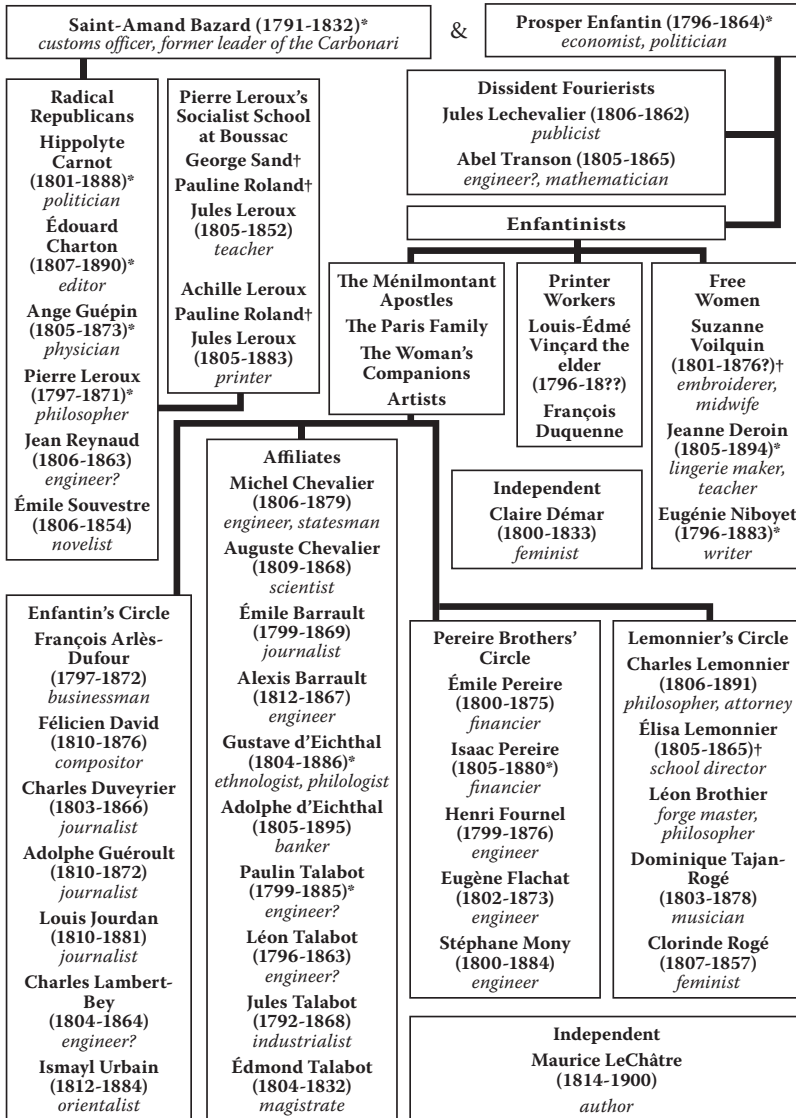 Saint-Amand Bazard (1791-1832)*
customs officer, former leader of the Carbonari
&
Prosper Enfantin (1796-1864)*
economist, politician
Radical
Republicans
Hippolyte
Carnot
(1801-1888)*
politician
Édouard
Charton
(1807-1890)*
editor
Ange Guépin
(1805-1873)*
physician
Pierre Leroux
(1797-1871)*
philosopher
Jean Reynaud
(1806-1863)
engineer?
Émile Souvestre
(1806-1854)
novelist
Pierre Leroux’s
Socialist School
at Boussac
George Sand†
Pauline Roland†
Jules Leroux
(1805-1852)
teacher
Achille Leroux
Pauline Roland†
Jules Leroux
(1805-1883)
printer
Dissident Fourierists
Jules Lechevalier (1806-1862)
publicist
Abel Transon (1805-1865)
engineer?, mathematician
Enfantinists
The Ménilmontant
Apostles
The Paris Family
The Woman’s
Companions
Artists
Printer
Workers
Louis-Édmé
Vinçard the
elder
(1796-18??)
François
Duquenne
Free
Women
Suzanne
Voilquin
(1801-1876?)†
embroiderer,
midwife
Jeanne Deroin
(1805-1894)*
lingerie maker,
teacher
Eugénie Niboyet
(1796-1883)*
writer
Independent
Claire Démar
(1800-1833)
feminist
Enfantin’s Circle
François Arlès-
Dufour
(1797-1872)
businessman
Félicien David
(1810-1876)
compositor
Charles Duveyrier
(1803-1866)
journalist
Adolphe Guéroult
(1810-1872)
journalist
Louis Jourdan
(1810-1881)
journalist
Charles Lambert-
Bey
(1804-1864)
engineer?
Ismayl Urbain
(1812-1884)
orientalist
Affiliates
Michel Chevalier
(1806-1879)
engineer, statesman
Auguste Chevalier
(1809-1868)
scientist
Émile Barrault
(1799-1869)
journalist
Alexis Barrault
(1812-1867)
engineer
Gustave d’Eichthal
(1804-1886)*
ethnologist, philologist
Adolphe d’Eichthal
(1805-1895)
banker
Paulin Talabot
(1799-1885)*
engineer?
Léon Talabot
(1796-1863)
engineer?
Jules Talabot
(1792-1868)
industrialist
Édmond Talabot
(1804-1832)
magistrate
Pereire Brothers’
Circle
Émile Pereire
(1800-1875)
financier
Isaac Pereire
(1805-1880*)
financier
Henri Fournel
(1799-1876)
engineer
Eugène Flachat
(1802-1873)
engineer
Stéphane Mony
(1800-1884)
engineer
Lemonnier’s Circle
Charles Lemonnier
(1806-1891)
philosopher, attorney
Élisa Lemonnier
(1805-1865)†
school director
Léon Brothier
forge master,
philosopher
Dominique Tajan-
Rogé
(1803-1878)
musician
Clorinde Rogé
(1807-1857)
feminist
Independent
Maurice LeChâtre
(1814-1900)
author